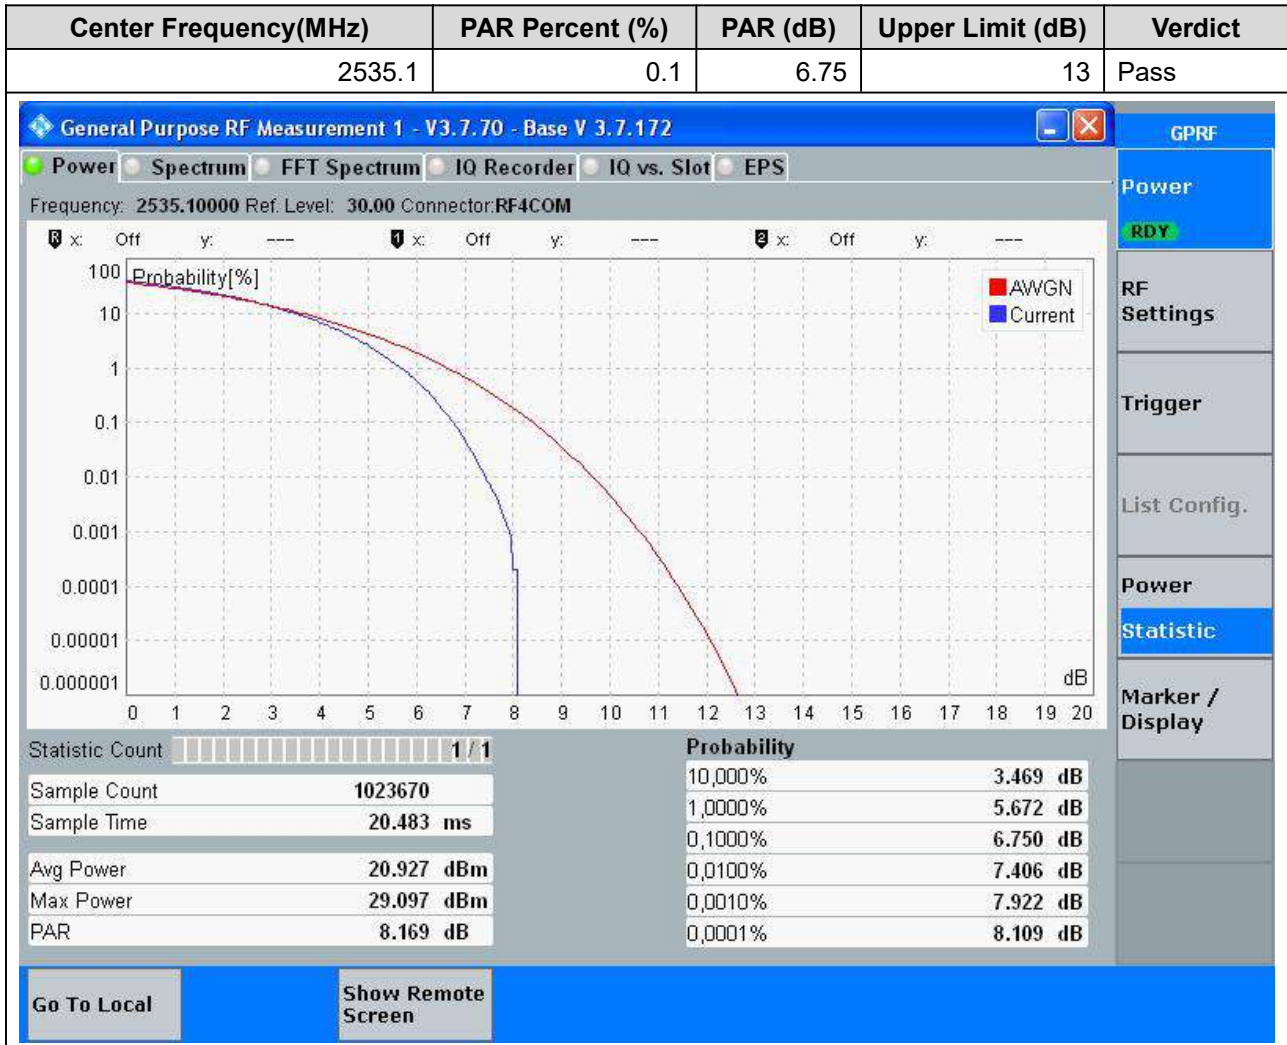 Center Frequency(MHz) PAR Percent (%) PAR (dB) Upper Limit (dB) Verdict
2535.1 0.1 6.75 13 Pass
General Purpose RF Measurement 1 - V3.7.70 - Base V 3.7.172
GPRF
Power Spectrum FFT Spectrum IQ Recorder IQ vs. Slot EPS
Power
RDY
Frequency: 2535.10000 Ref. Level: 30.00 Connector:RF4COM
R x: Off y: --- 1 x: Off y: --- 2 x: Off y: ---
Probability[%]
100
10
1
0.1
0.01
0.001
0.0001
0.00001
0.000001
AWGN
Current
dB
0 1 2 3 4 5 6 7 8 9 10 11 12 13 14 15 16 17 18 19 20
RF
Settings
Trigger
List Config.
Power
Statistic
Marker /
Display
Statistic Count 1 / 1
Sample Count 1023670
Sample Time 20.483 ms
Avg Power 20.927 dBm
Max Power 29.097 dBm
PAR 8.169 dB
Probability
10,000% 3.469 dB
1,0000% 5.672 dB
0,1000% 6.750 dB
0,0100% 7.406 dB
0,0010% 7.922 dB
0,0001% 8.109 dB
Go To Local
Show Remote
Screen